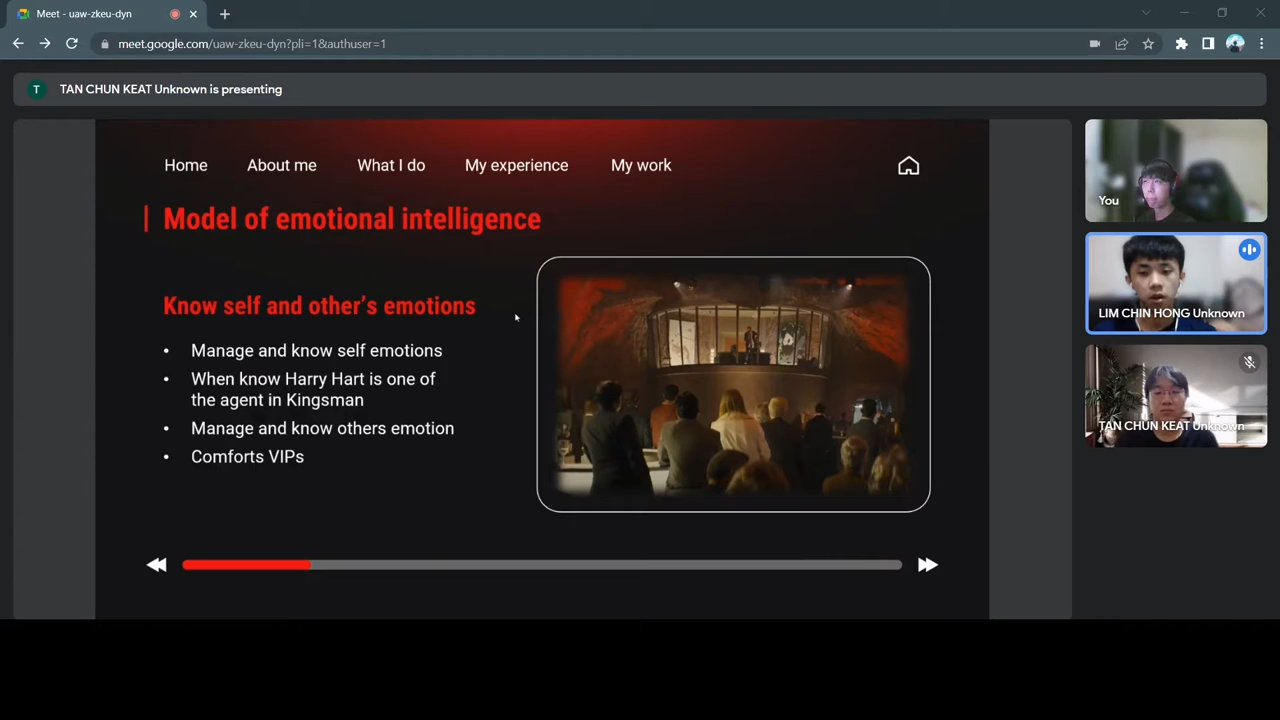 Meet - uaw-zkeu-dyn
meet.google.com/uaw-zkeu-dyn?pli=1&authuser=1
T
TAN CHUN KEAT Unknown is presenting
Home About me What I do My experience My work
Model of emotional intelligence
Know self and other's emotions
• Manage and know self emotions
• When know Harry Hart is one of
the agent in Kingsman
• Manage and know others emotion
• Comforts VIPs
You
LIM CHIN HONG Unknown
TAN CHUN KEAT Unknown